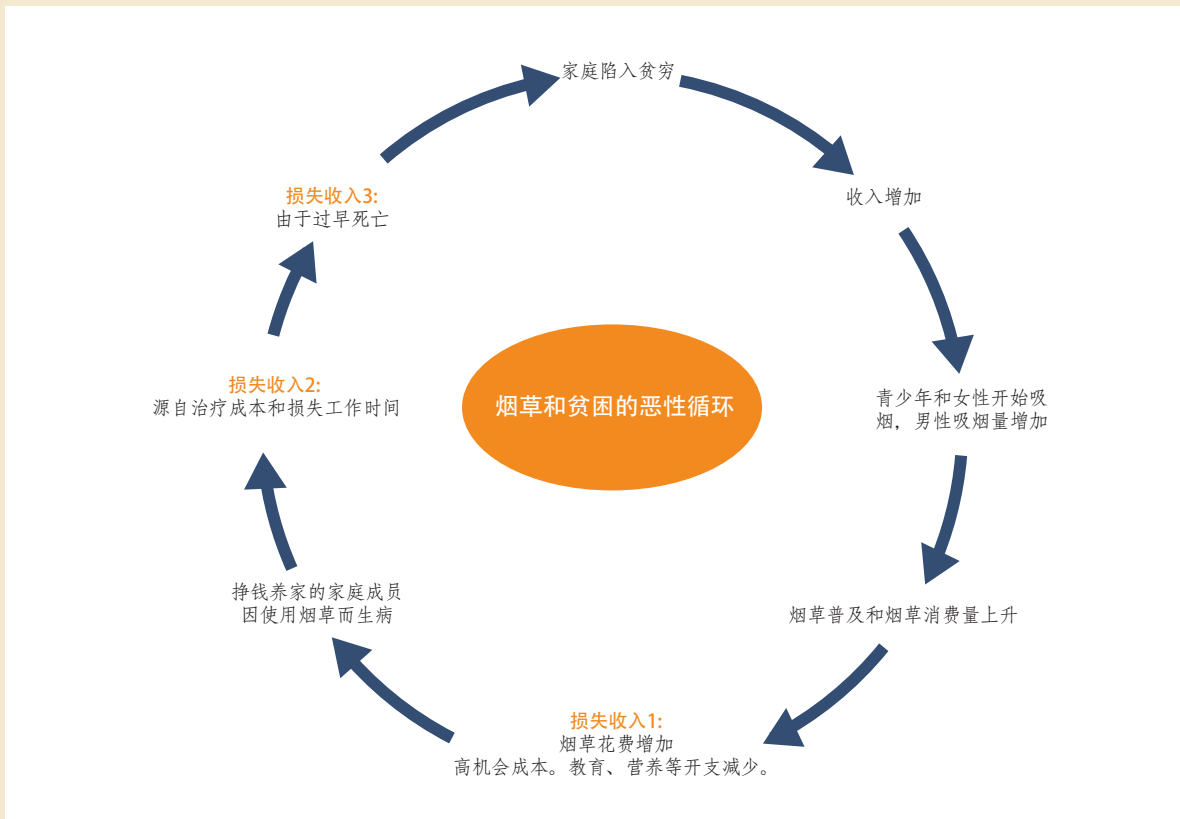 家庭陷入贫穷
收入增加
青少年和女性开始吸
烟，男性吸烟量增加
烟草普及和烟草消费量上升
损失收入1:
烟草花费增加
高机会成本。教育、营养等开支减少。
挣钱养家的家庭成员
因使用烟草而生病
损失收入2:
源自治疗成本和损失工作时间
损失收入3:
由于过早死亡
烟草和贫困的恶性循环